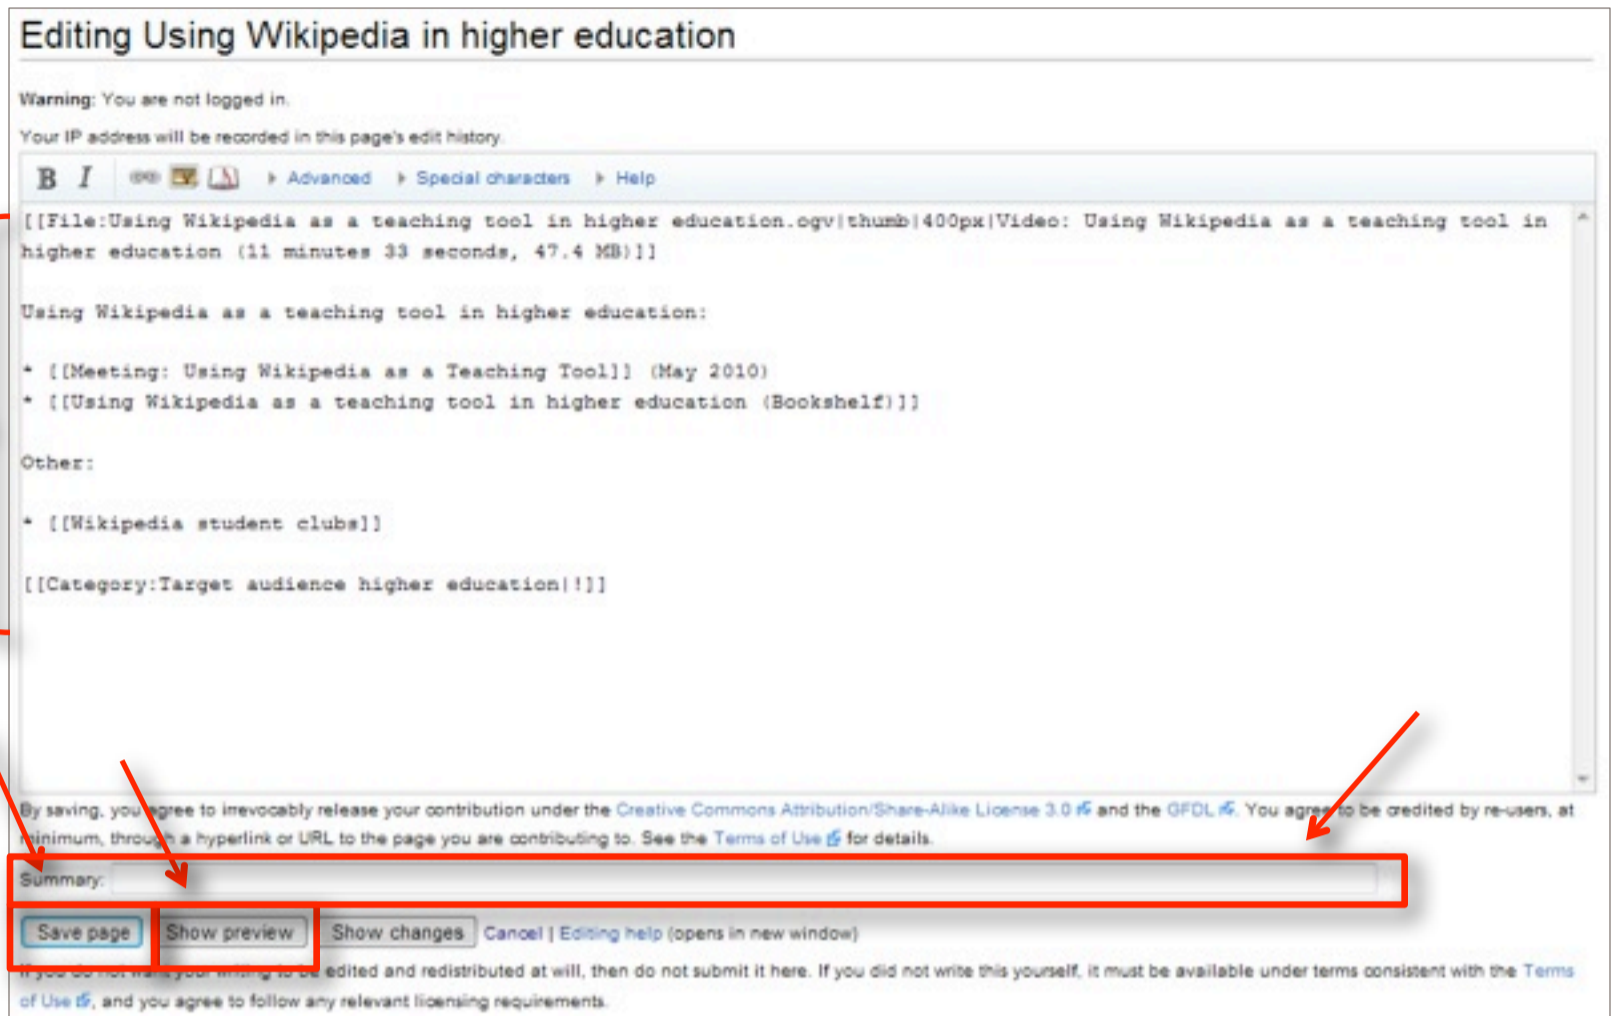 Editing Using Wikipedia in higher education
Warning: You are not logged in.
Your IP address will be recorded in this page's edit history.
B I Advanced Special characters Help
[[File:Using Wikipedia as a teaching tool in higher education.ogv|thumb|400px|Video: Using Wikipedia as a teaching tool in
higher education (11 minutes 33 seconds, 47.4 MB)]]
Using Wikipedia as a teaching tool in higher education:
* [[Meeting: Using Wikipedia as a Teaching Tool]] (May 2010)
* [[Using Wikipedia as a teaching tool in higher education (Bookshelf)]]
Other:
* [[Wikipedia student clubs]]
[[Category:Target audience higher education|!]]
By saving, you agree to irrevocably release your contribution under the Creative Commons Attribution/Share-Alike License 3.0 and the GFDL. You agree to be credited by re-users, at
minimum, through a hyperlink or URL to the page you are contributing to. See the Terms of Use for details.
Summary:
Save page Show preview Show changes Cancel | Editing help (opens in new window)
If you do not want your writing to be edited and redistributed at will, then do not submit it here. If you did not write this yourself, it must be available under terms consistent with the Terms
of Use, and you agree to follow any relevant licensing requirements.